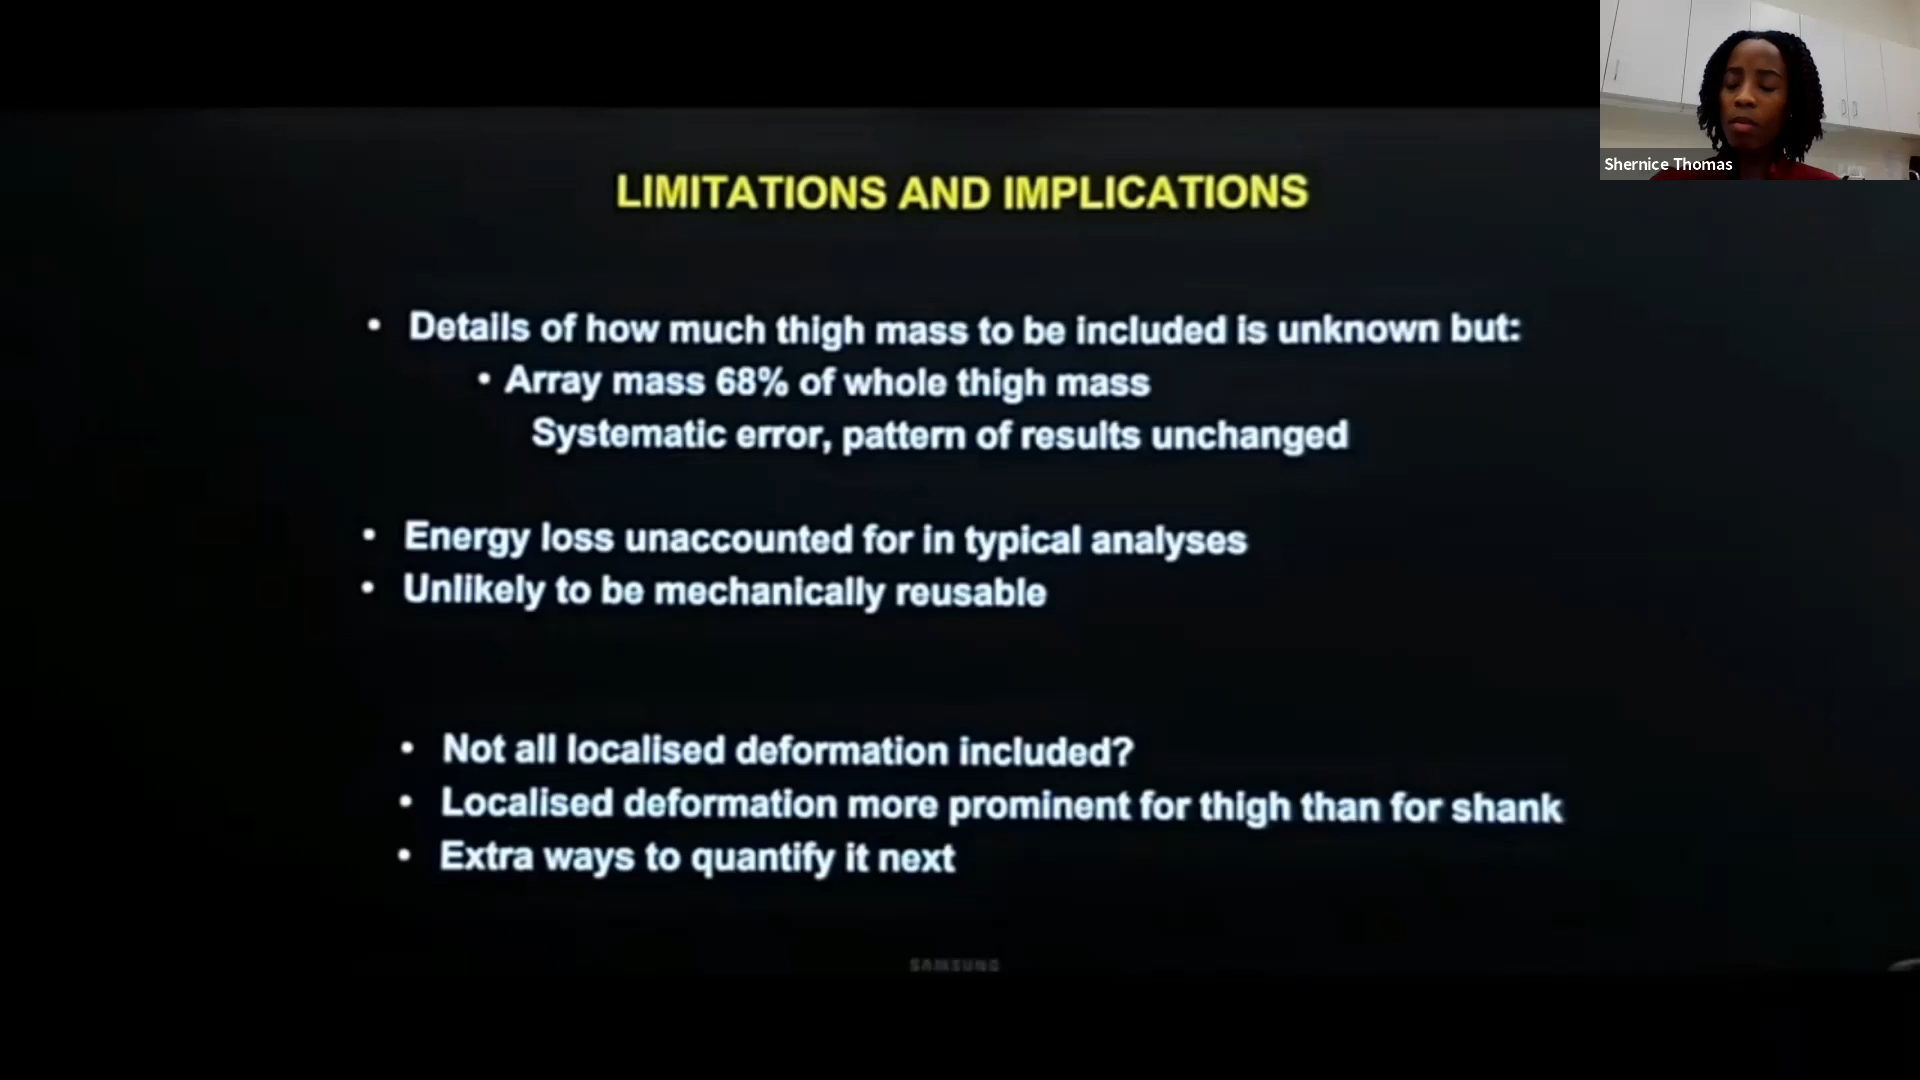 Shernice Thomas
LIMITATIONS AND IMPLICATIONS
• Details of how much thigh mass to be included is unknown but:
• Array mass 68% of whole thigh mass
Systematic error, pattern of results unchanged
• Energy loss unaccounted for in typical analyses
• Unlikely to be mechanically reusable
• Not all localised deformation included?
• Localised deformation more prominent for thigh than for shank
• Extra ways to quantify it next
SAMSUNG